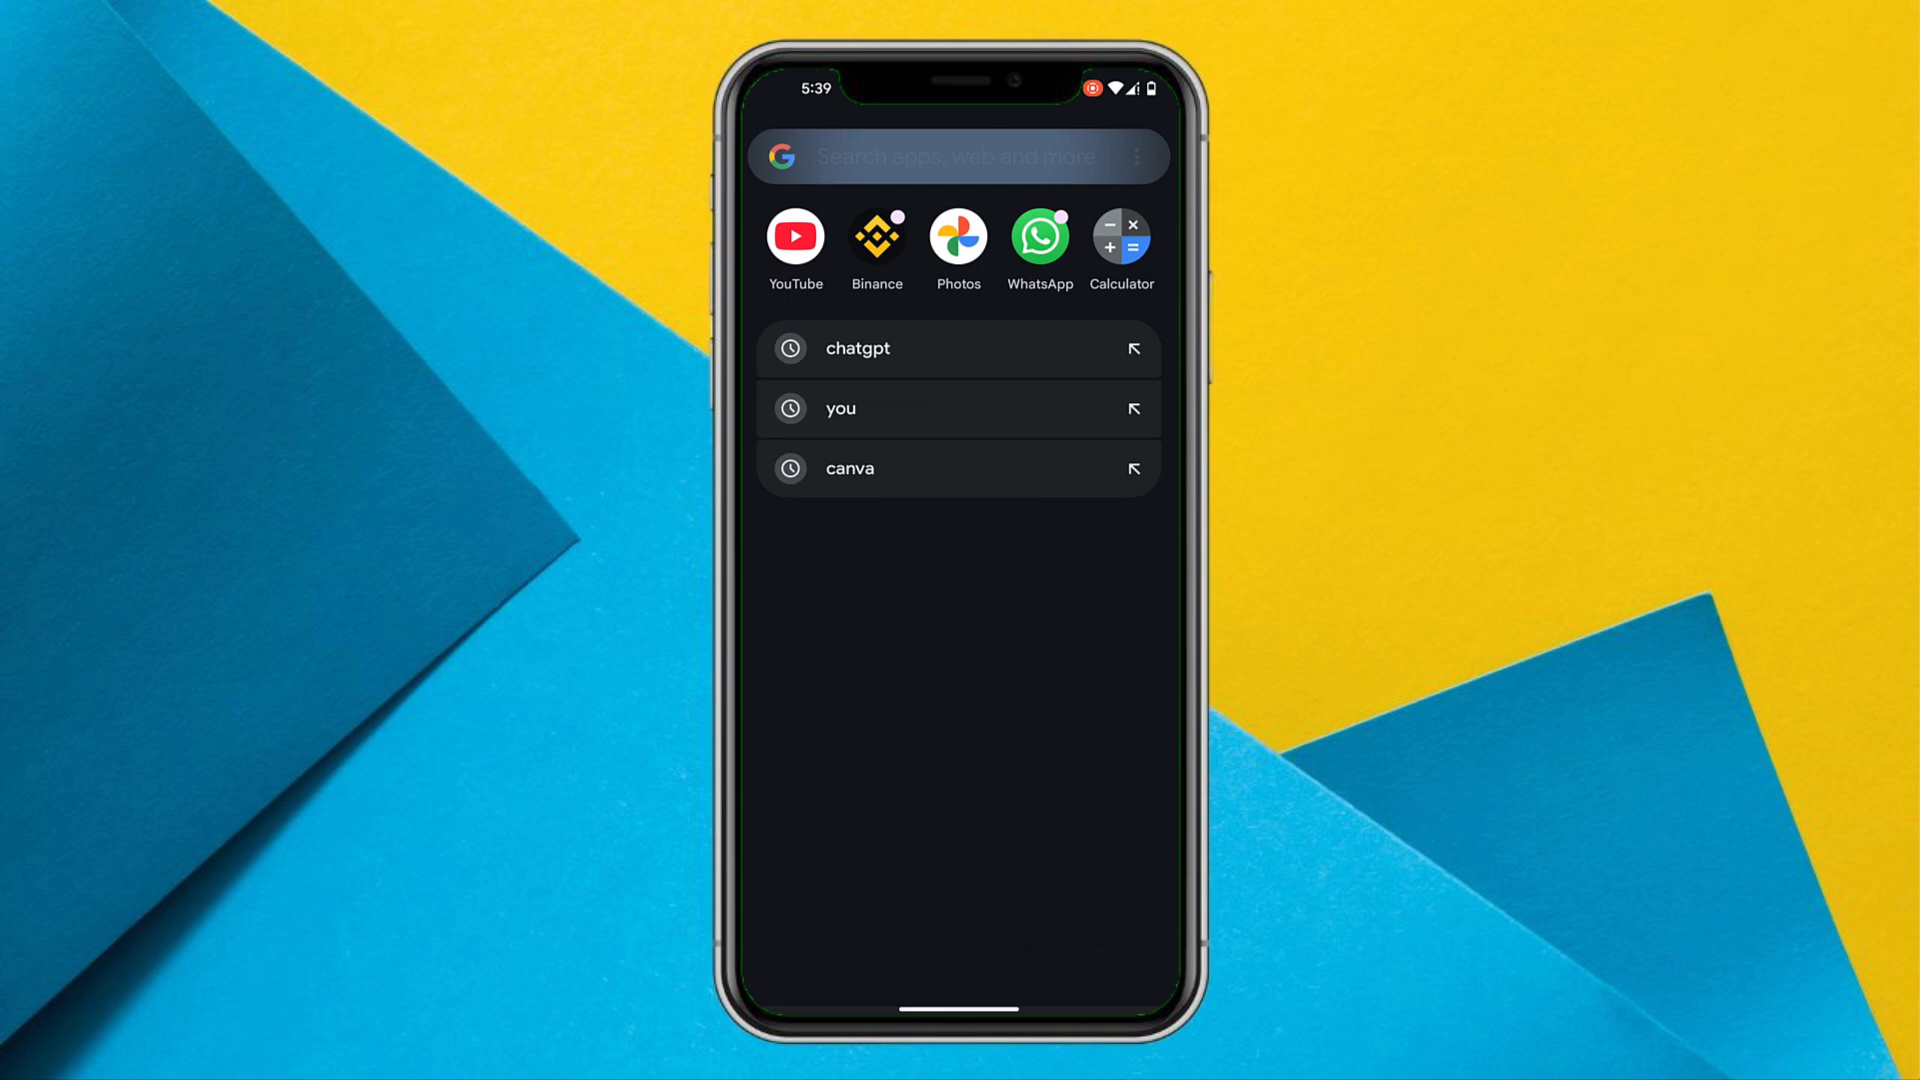 5:39
Search apps, web and more
YouTube Binance Photos WhatsApp Calculator
chatgpt
you
canva